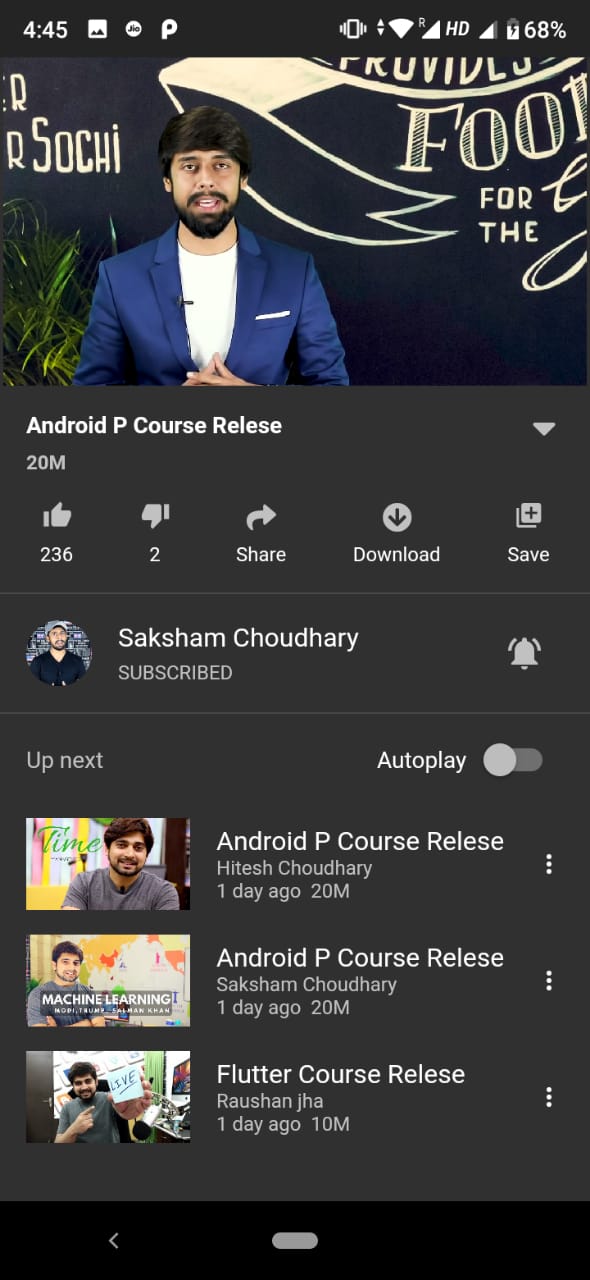 4:45
Jio
R
HD
68%
PROVIDES
ER
R SOCHi
FOO
FOR
THE
Android P Course Relese
20M
236
2
Share
Download
Save
Saksham Choudhary
SUBSCRIBED
Up next
Autoplay
Time
Android P Course Relese
Hitesh Choudhary
1 day ago 20M
MACHINE LEARNING
MODI,TRUMP, SALMAN KHAN
Android P Course Relese
Saksham Choudhary
1 day ago 20M
LIVE
Flutter Course Relese
Raushan jha
1 day ago 10M